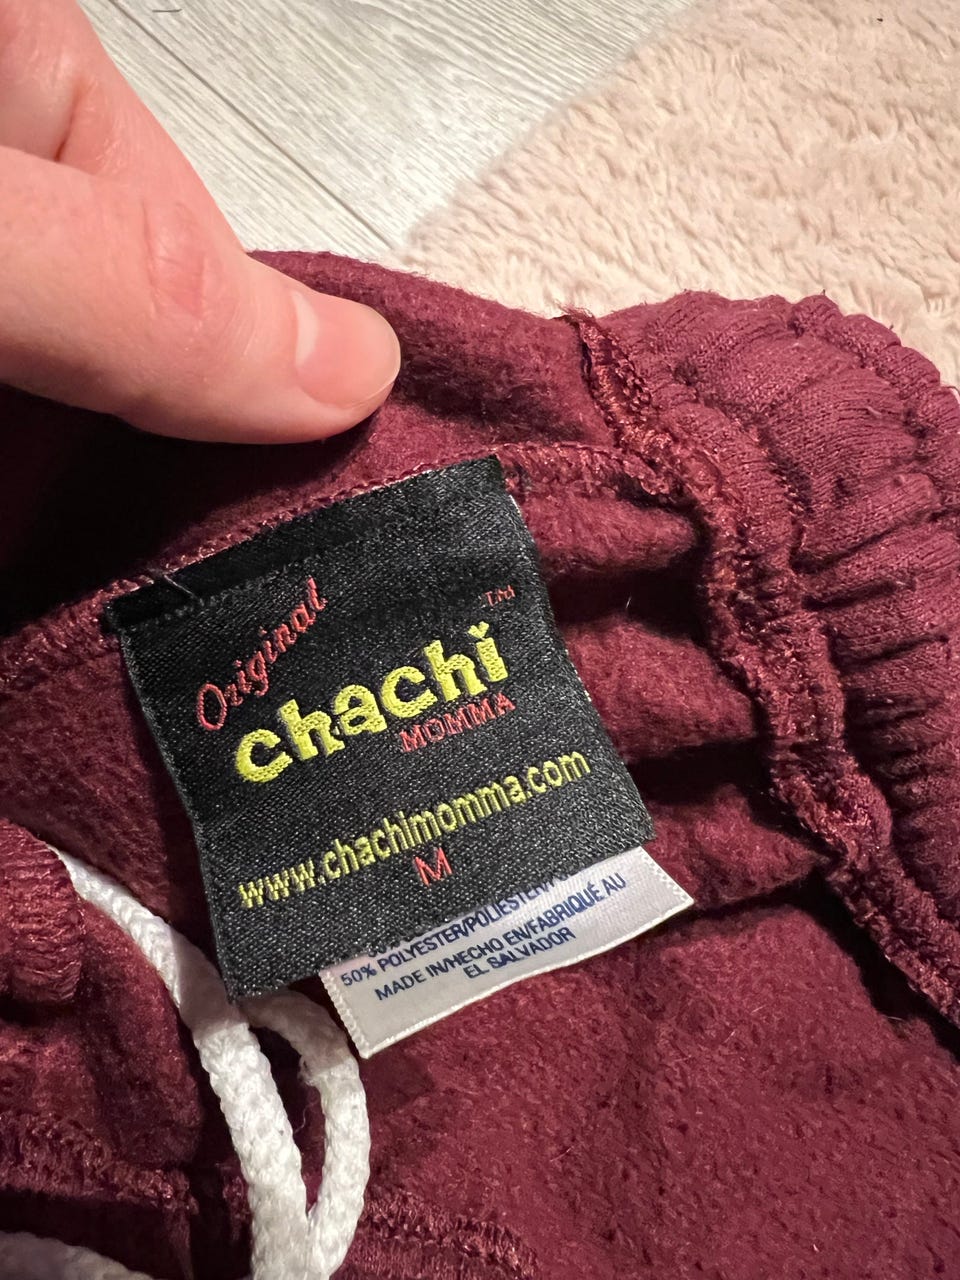 Original
chachi
MOMMA
www.chachimomma.com
M
50% POLYESTER/POLIESTER/
MADE IN/HECHO EN/FABRIQUÉ AU
EL SALVADOR